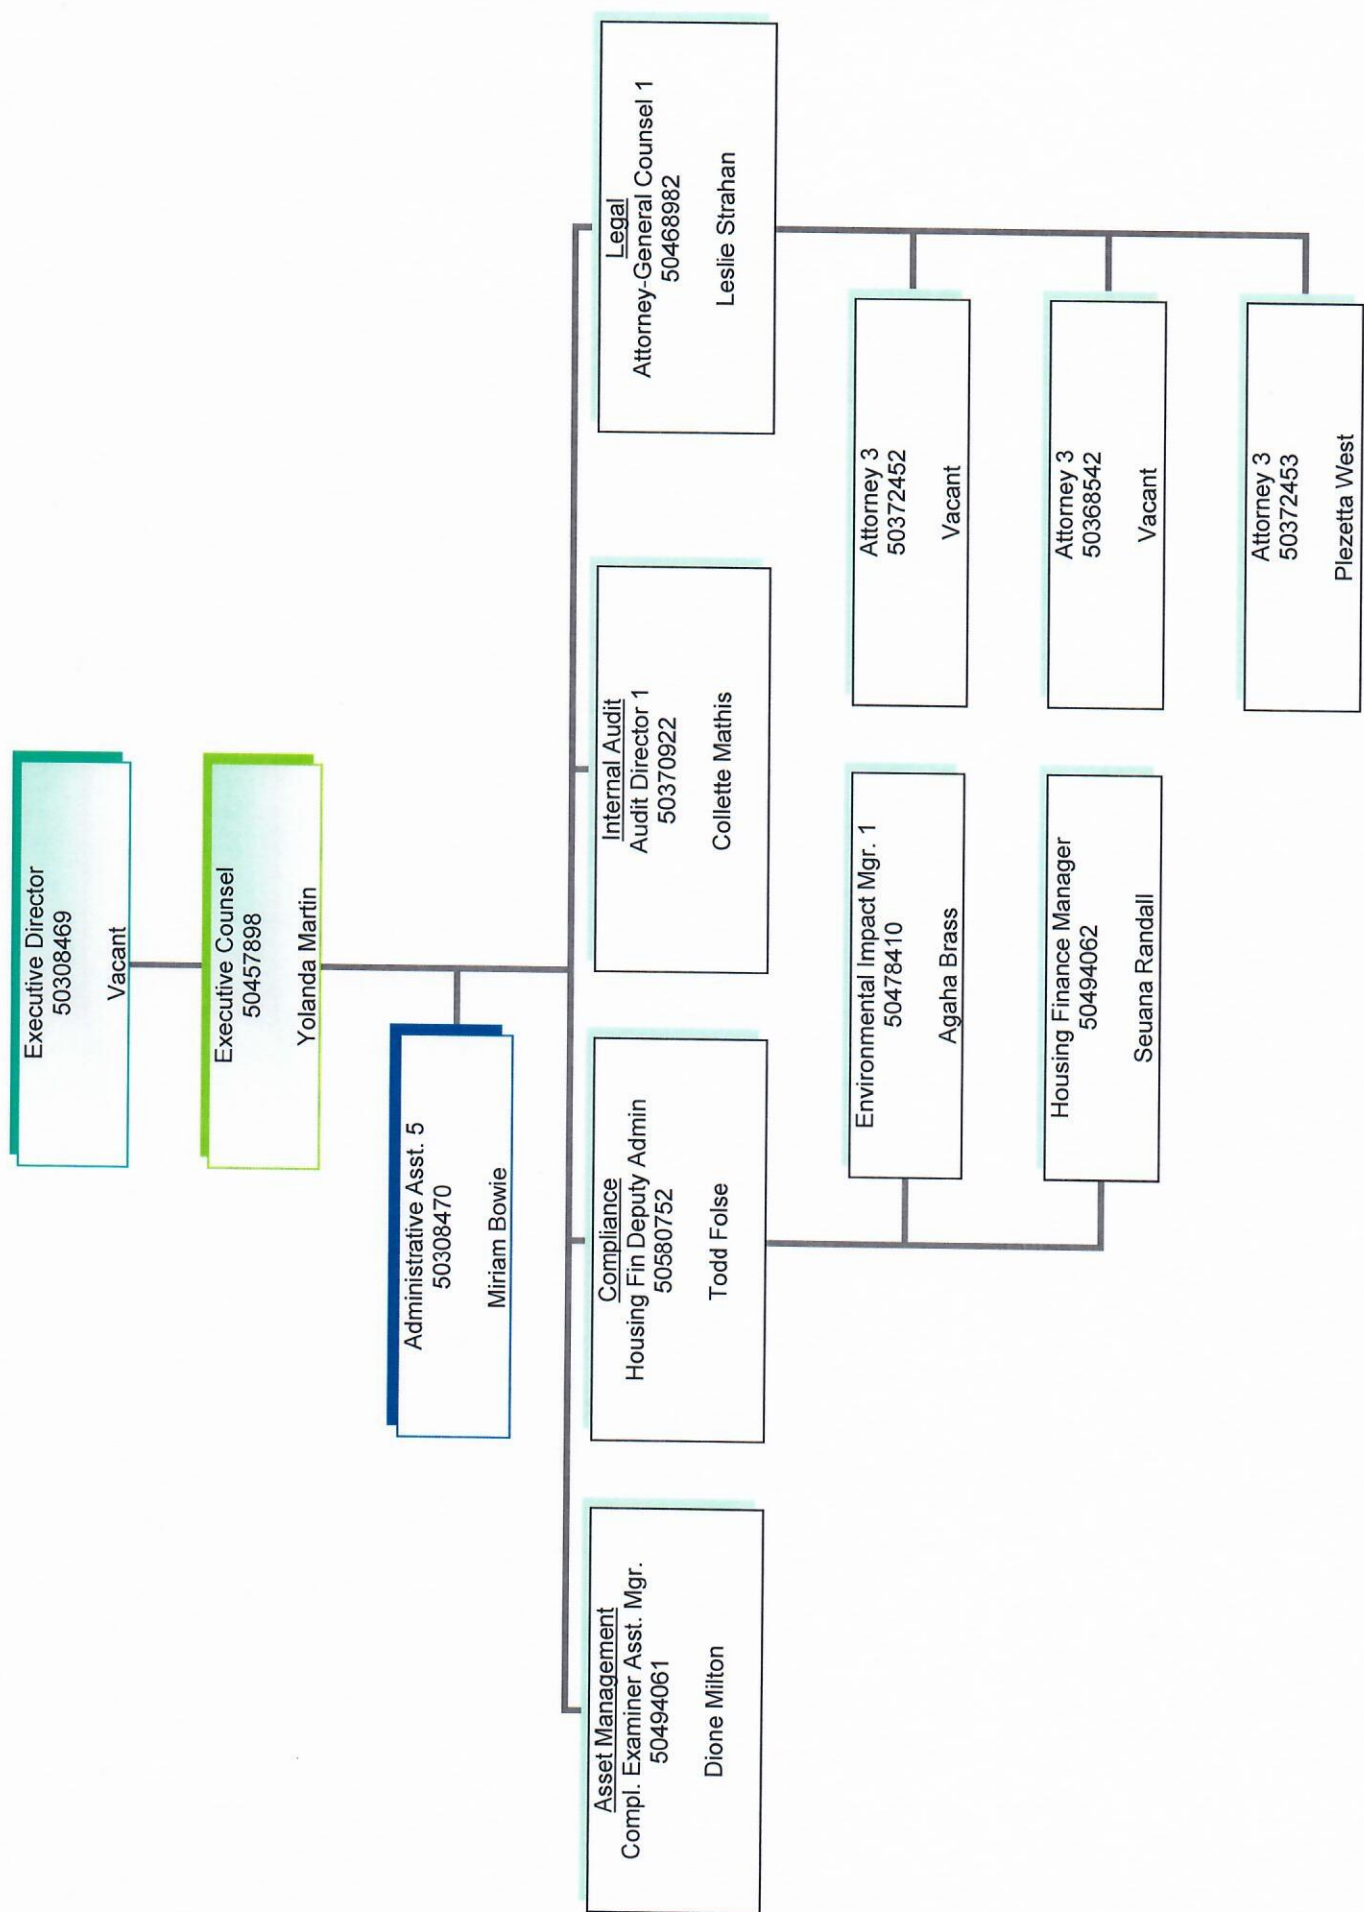 Executive Director
50308469
Vacant
Executive Counsel
50457898
Yolanda Martin
Administrative Asst. 5
50308470
Miriam Bowie
Asset Management
Compl. Examiner Asst. Mgr.
50494061
Dione Milton
Compliance
Housing Fin Deputy Admin
50580752
Todd Folse
Internal Audit
Audit Director 1
50370922
Collette Mathis
Legal
Attorney-General Counsel 1
50468982
Leslie Strahan
Environmental Impact Mgr. 1
50478410
Agaha Brass
Housing Finance Manager
50494062
Seuana Randall
Attorney 3
50372452
Vacant
Attorney 3
50368542
Vacant
Attorney 3
50372453
Plezetta West